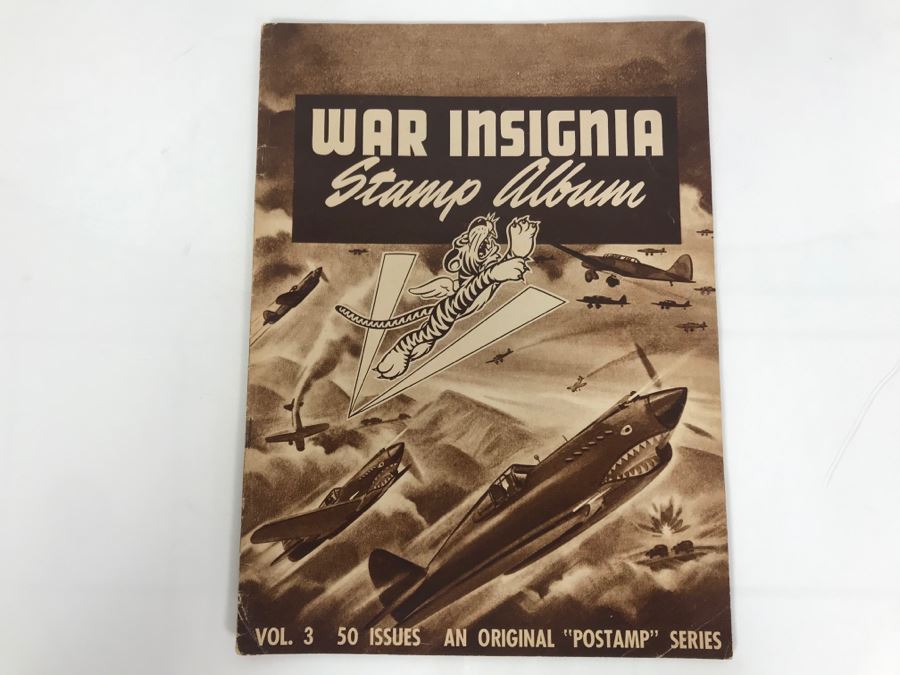 WAR INSIGNIA
Stamp Album
VOL. 3 50 ISSUES AN ORIGINAL "POSTAMP" SERIES